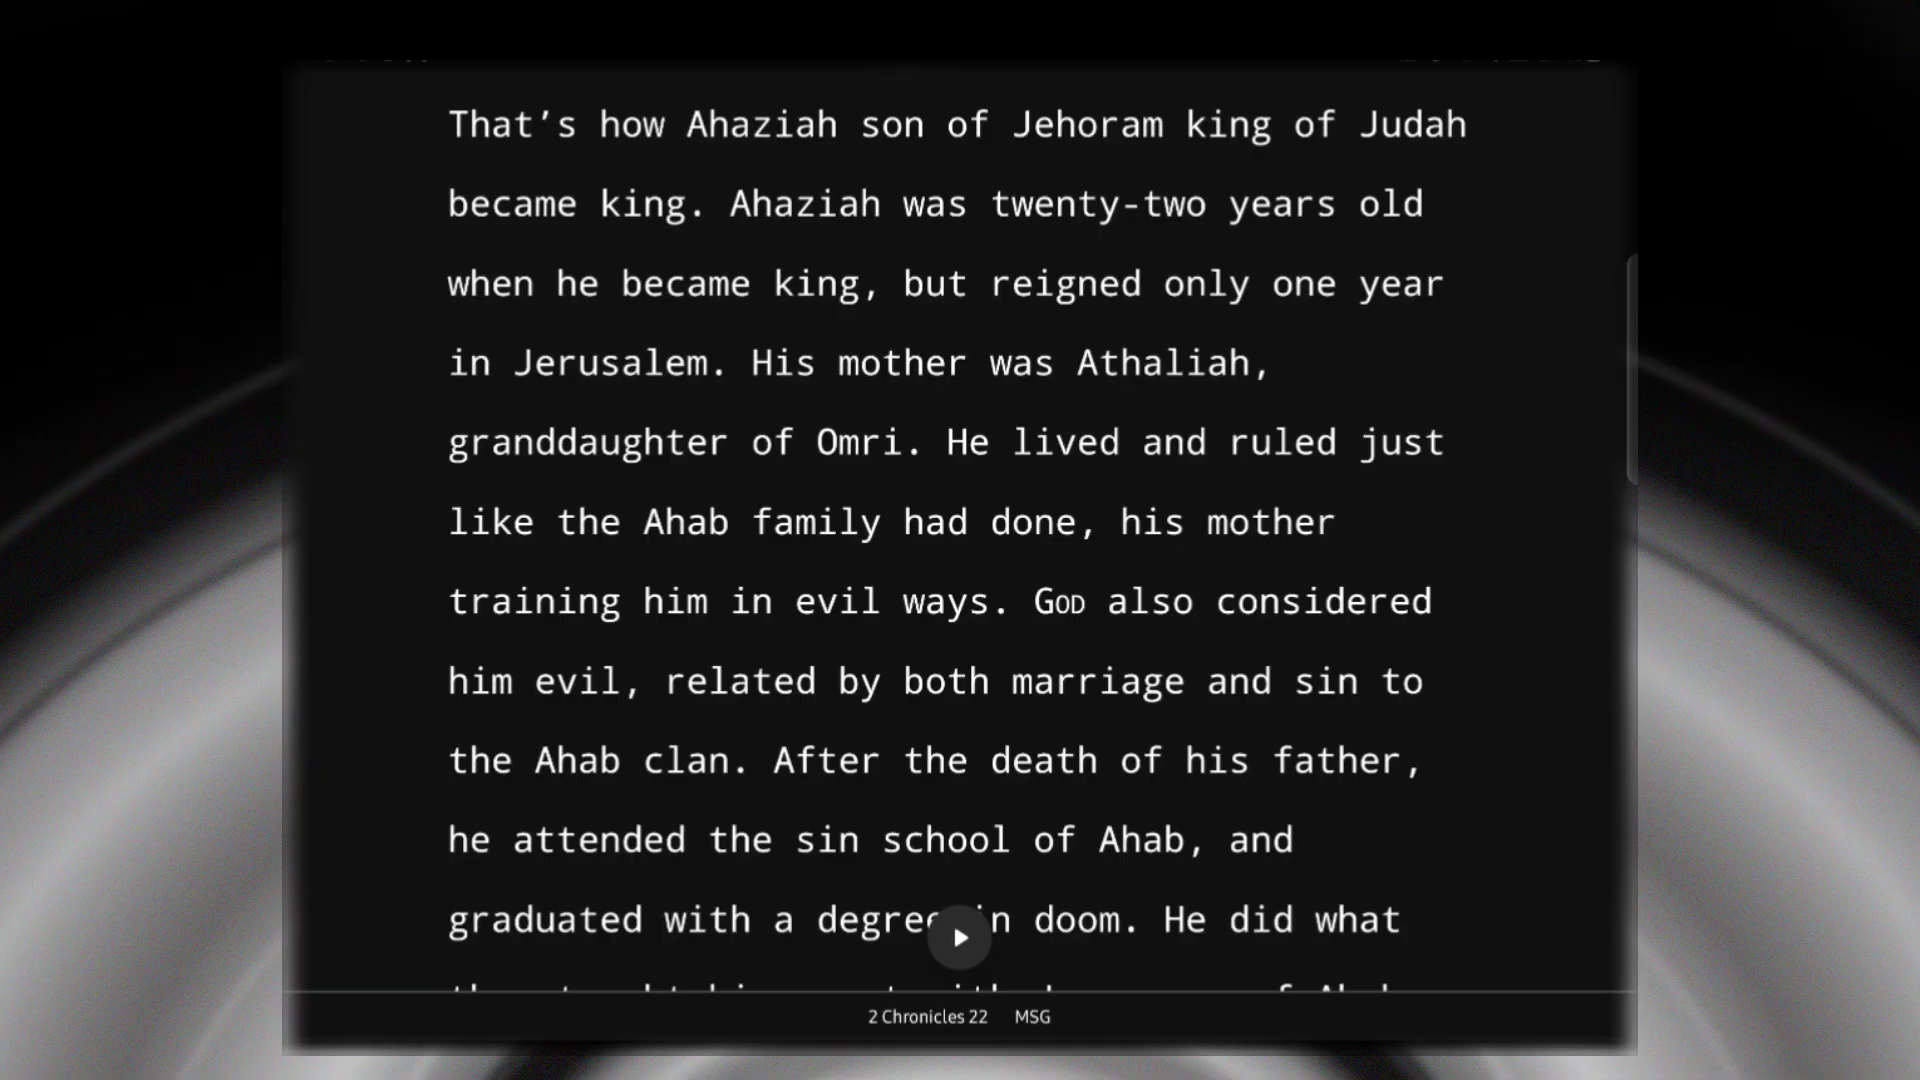 That’s how Ahaziah son of Jehoram king of Judah
became king. Ahaziah was twenty-two years old
when he became king, but reigned only one year
in Jerusalem. His mother was Athaliah,
granddaughter of Omri. He lived and ruled just
like the Ahab family had done, his mother
training him in evil ways. GOD also considered
him evil, related by both marriage and sin to
the Ahab clan. After the death of his father,
he attended the sin school of Ahab, and
graduated with a degree in doom. He did what
2 Chronicles 22 MSG